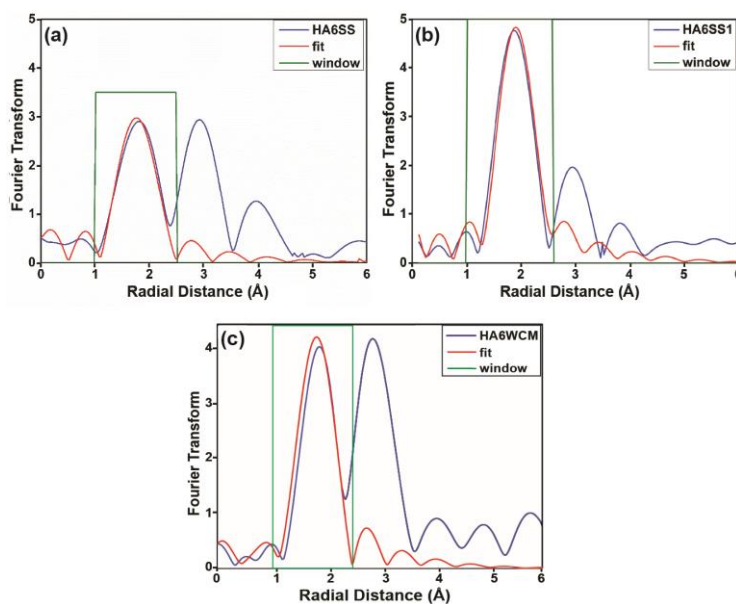 (a)
HA6SS
fit
window
Fourier Transform
5
4
3
2
1
0
0 1 2 3 4 5 6
Radial Distance (Å)
(b)
HA6SS1
fit
window
Fourier Transform
5
4
3
2
1
0
0 1 2 3 4 5 6
Radial Distance (Å)
(c)
HA6WCM
fit
window
Fourier Transform
4
3
2
1
0
0 1 2 3 4 5 6
Radial Distance (Å)